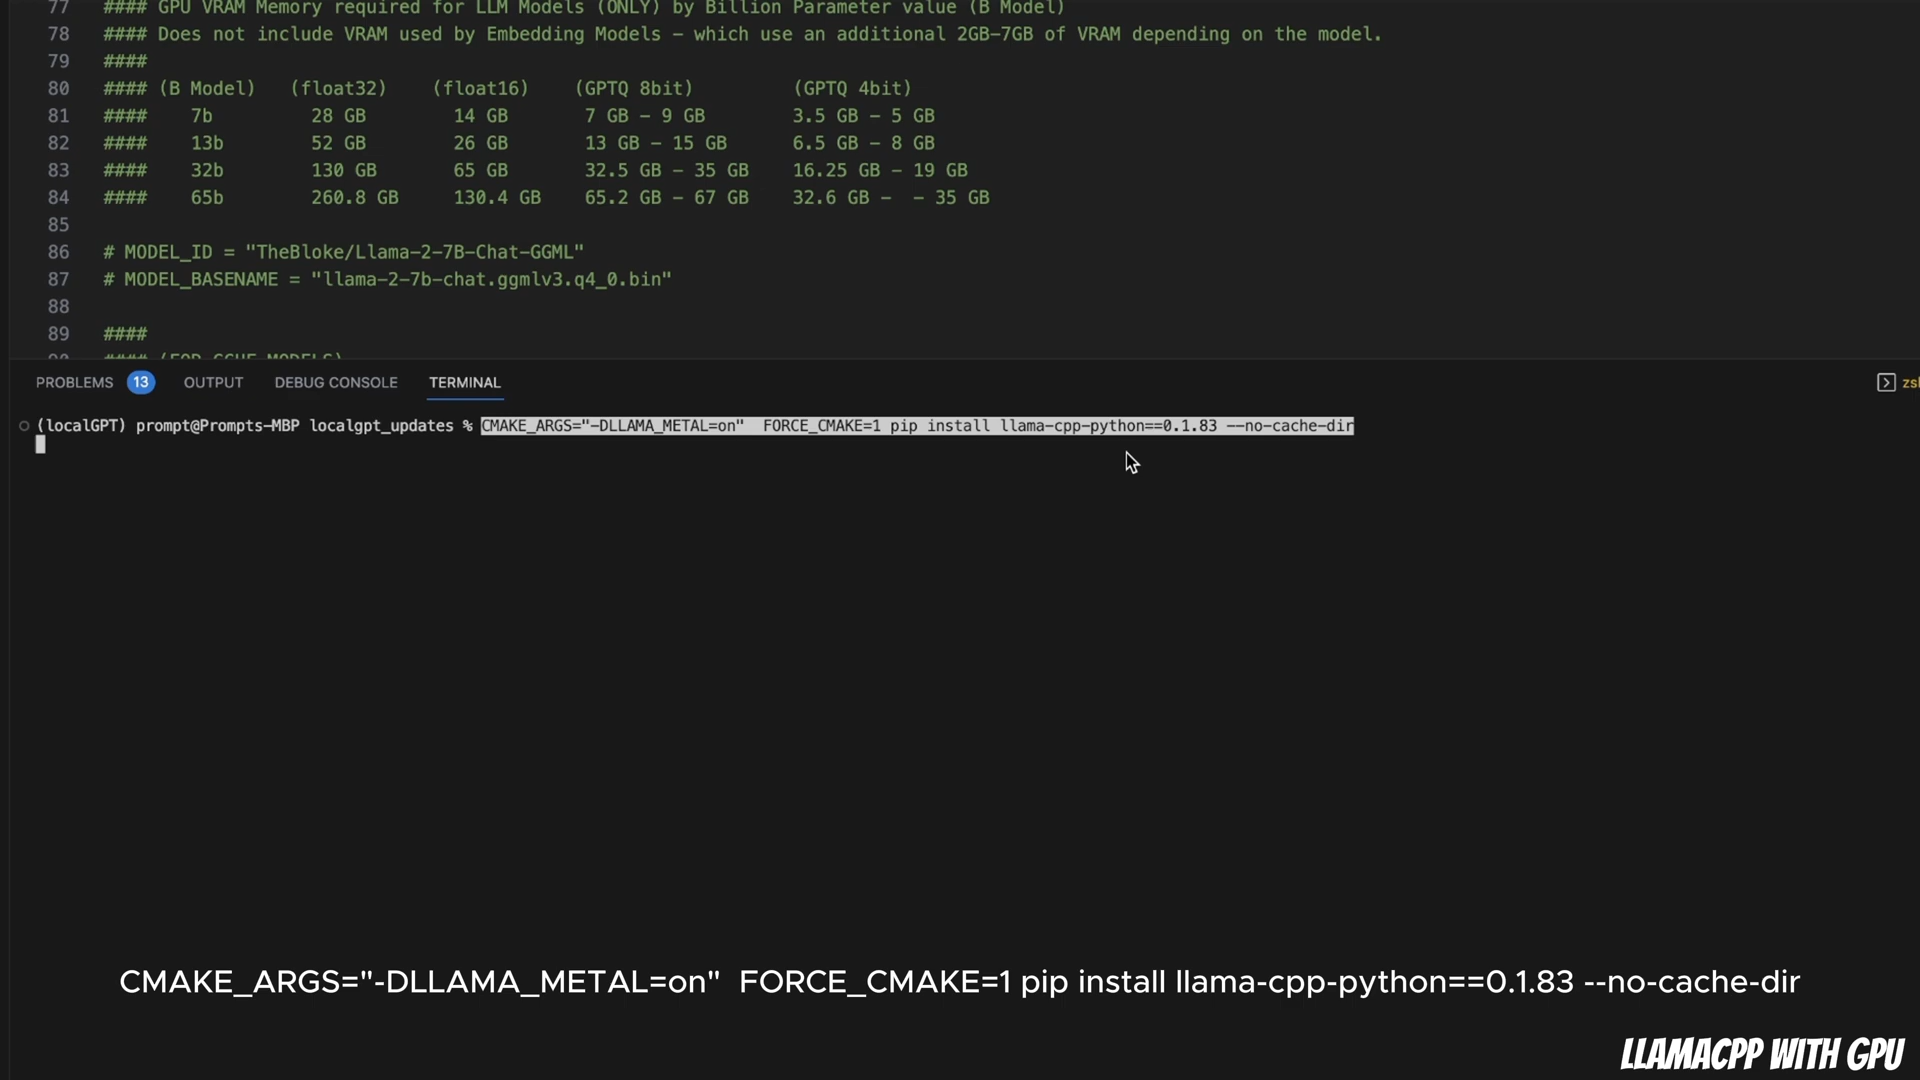 77 #### GPU VRAM Memory required for LLM Models (ONLY) by Billion Parameter value (B Model)
78 #### Does not include VRAM used by Embedding Models - which use an additional 2GB-7GB of VRAM depending on the model.
79 ####
80 #### (B Model) (float32) (float16) (GPTQ 8bit) (GPTQ 4bit)
81 #### 7b 28 GB 14 GB 7 GB - 9 GB 3.5 GB - 5 GB
82 #### 13b 52 GB 26 GB 13 GB - 15 GB 6.5 GB - 8 GB
83 #### 32b 130 GB 65 GB 32.5 GB - 35 GB 16.25 GB - 19 GB
84 #### 65b 260.8 GB 130.4 GB 65.2 GB - 67 GB 32.6 GB - - 35 GB
85
86 # MODEL_ID = "TheBloke/Llama-2-7B-Chat-GGML"
87 # MODEL_BASENAME = "llama-2-7b-chat.ggmlv3.q4_0.bin"
88
89 ####
PROBLEMS 13 OUTPUT DEBUG CONSOLE TERMINAL
(localGPT) prompt@Prompts-MBP localgpt_updates % CMAKE_ARGS="-DLLAMA_METAL=on"  FORCE_CMAKE=1 pip install llama-cpp-python==0.1.83 --no-cache-dir
CMAKE_ARGS="-DLLAMA_METAL=on"  FORCE_CMAKE=1 pip install llama-cpp-python==0.1.83 --no-cache-dir
LLAMACPP WITH GPU